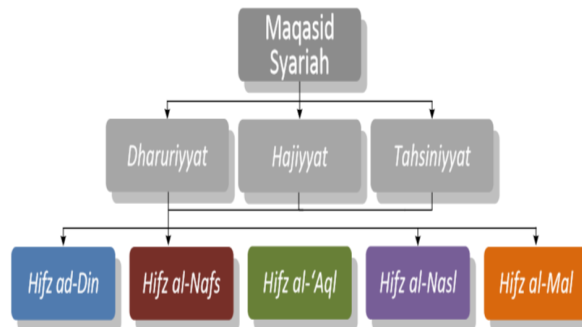 Maqasid
Syariah
Dharuriyyat
Hajiyyat
Tahsiniyyat
Hifz ad-Din
Hifz al-Nafs
Hifz al-‘Aql
Hifz al-Nasl
Hifz al-Mal